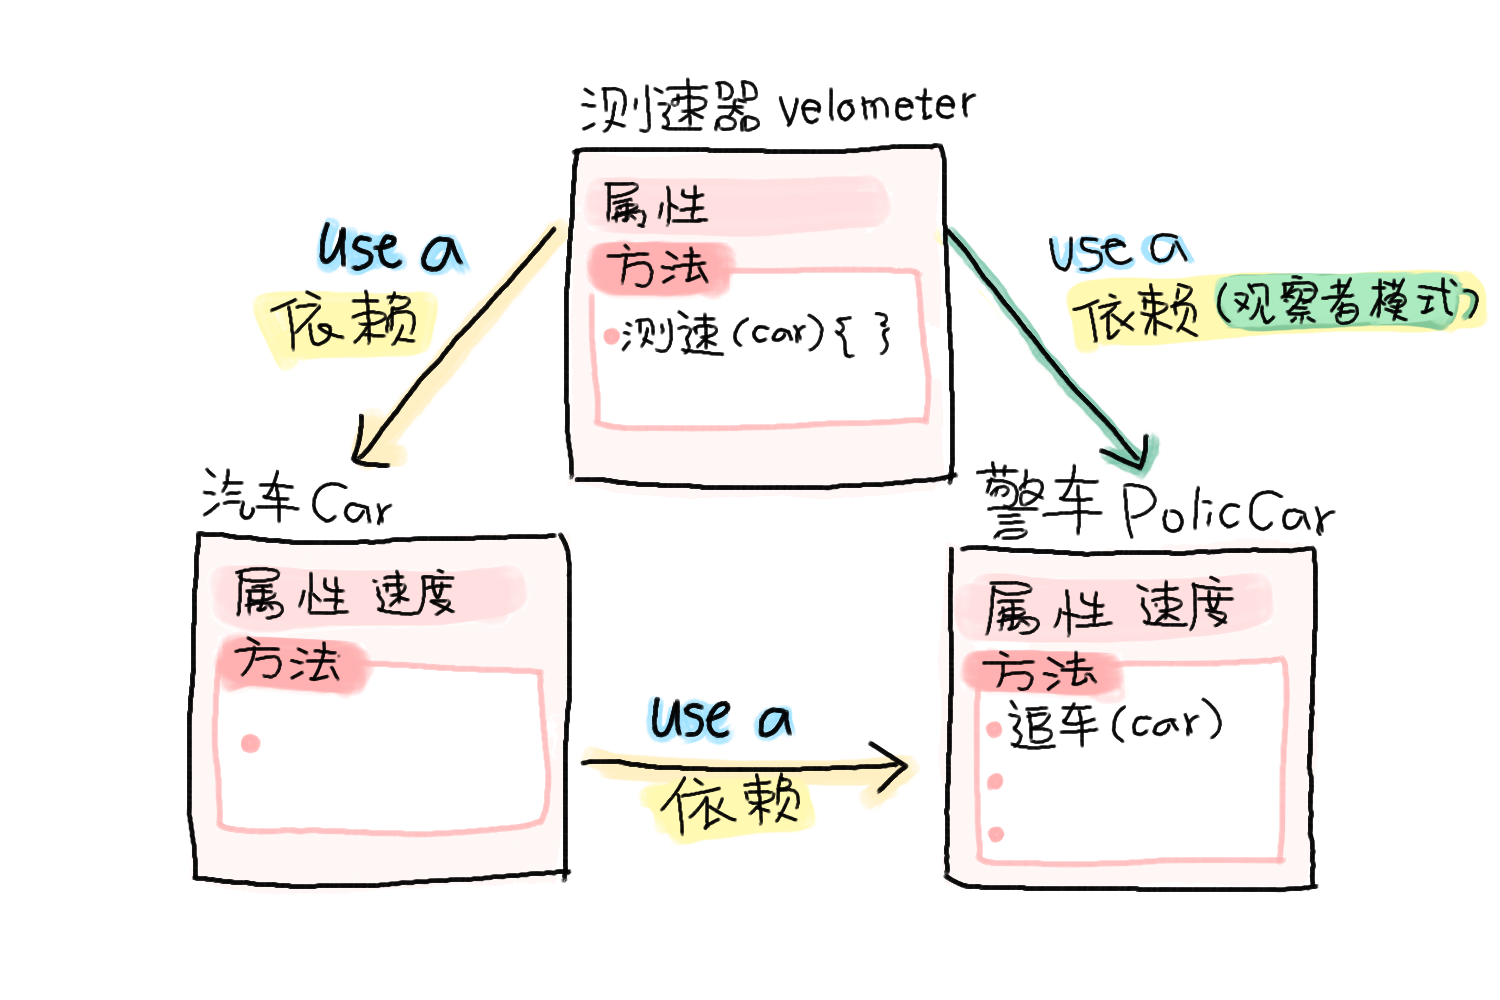 测速器 velometer
属性
方法
测速(car){ }
use a
依赖
use a
依赖(观察者模式)
汽车 Car
属性 速度
方法
use a
依赖
警车 PolicCar
属性 速度
方法
追车(car)